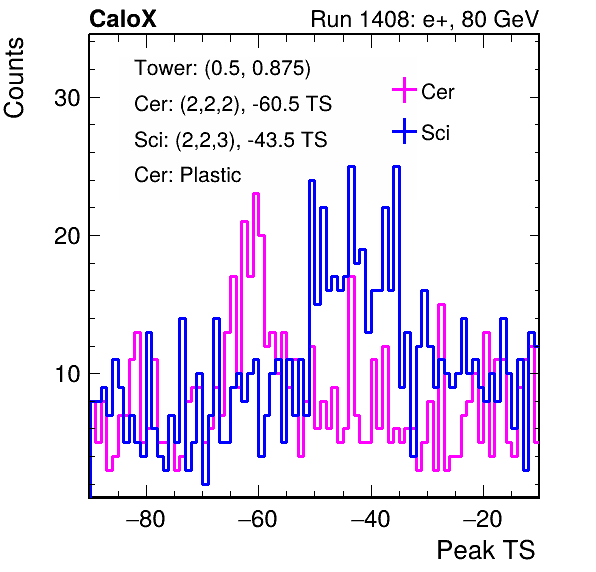 CaloX Run 1408: e+, 80 GeV
Counts
Tower: (0.5, 0.875)
Cer: (2,2,2), -60.5 TS
Sci: (2,2,3), -43.5 TS
Cer: Plastic
Cer
Sci
30
20
10
−80 −60 −40 −20
Peak TS